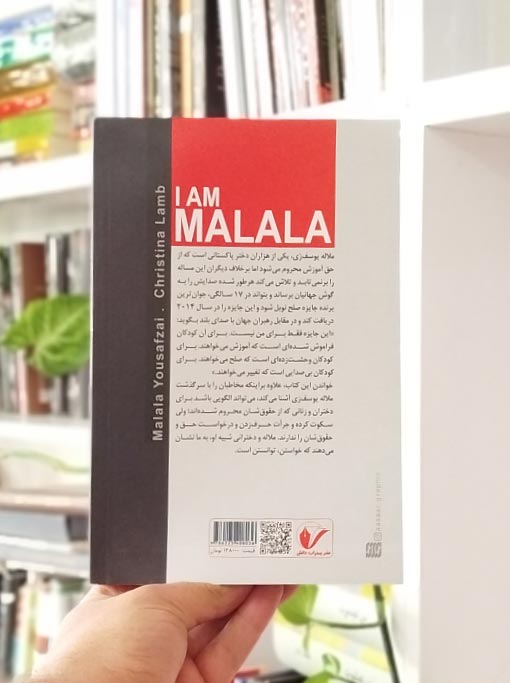 I AM
MALALA
Malala Yousafzai . Christina Lamb
ملاله یوسف‌زی، یکی از هزاران دختر پاکستانی است که از
حق آموزش محروم می‌شود اما برخلاف دیگران این مساله
را برنمی‌تابد و تلاش می‌کند هرطور شده صدایش را به
گوش جهانیان برساند و بتواند در ۱۷ سالگی، جوان‌ترین
برنده جایزه صلح نوبل شود و این جایزه را در سال ۲۰۱۴
دریافت کند و در مقابل رهبران جهان با صدای بلند بگوید:
«این جایزه فقط برای من نیست. برای آن کودکان
فراموش شده‌ای است که آموزش می‌خواهند. برای
کودکان وحشت‌زده‌ای است که صلح می‌خواهند. برای
کودکان بی‌صدایی است که تغییر می‌خواهند.»
خواندن این کتاب، علاوه براینکه مخاطبان را با سرگذشت
ملاله یوسفزی آشنا می‌کند، می‌تواند الگویی باشد برای
دختران و زنانی که از حقوق‌شان محروم شده‌اند؛ ولی
سکوت کرده و جرأت حرف‌زدن و درخواست حق و
حقوق‌شان را ندارند. ملاله و دخترانی شبیه او، به ما نشان
می‌دهند که خواستن، توانستن است.
قیمت: ۱۴۸۰۰۰ تومان